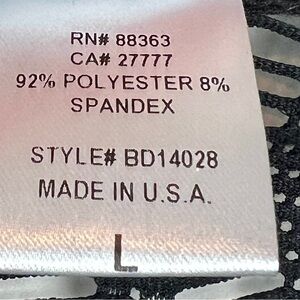 RN# 88363
CA# 27777
92% POLYESTER 8%
SPANDEX
STYLE# BD14028
MADE IN U.S.A.
L